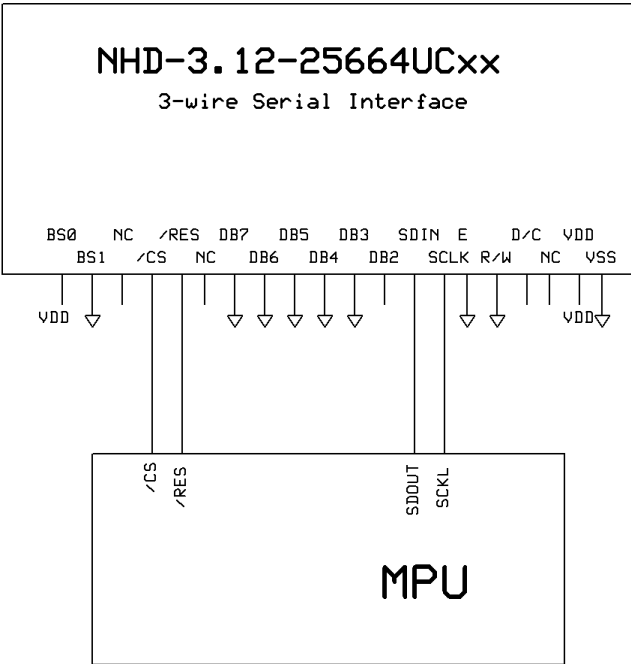 NHD-3.12-25664UCxx
3-wire Serial Interface
BS0 NC /RES DB7 DB5 DB3 SDIN E D/C VDD
BS1 /CS NC DB6 DB4 DB2 SCLK R/W NC VSS
VDD VDD
/CS
/RES
SDOUT
SCKL
MPU